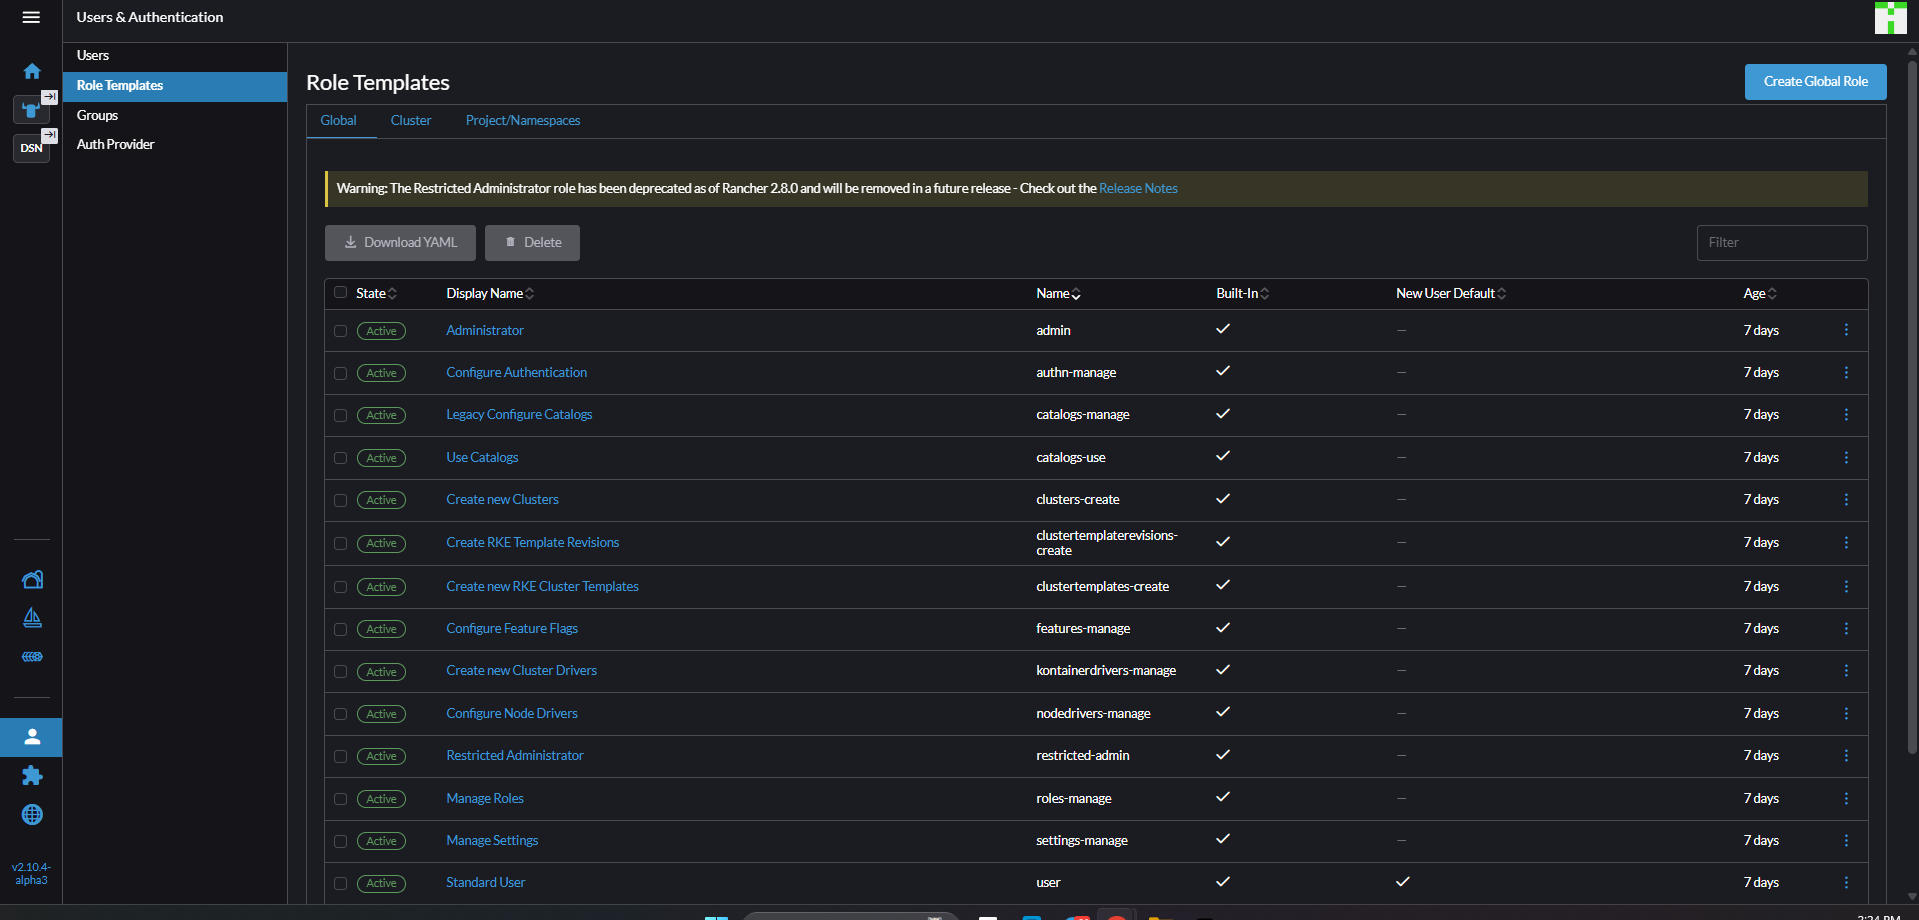 Users & Authentication
Users
Role Templates
Groups
Auth Provider
DSN
v2.10.4-
alpha3
Role Templates
Create Global Role
Global Cluster Project/Namespaces
Warning: The Restricted Administrator role has been deprecated as of Rancher 2.8.0 and will be removed in a future release - Check out the Release Notes
Download YAML Delete Filter
State Display Name Name Built-In New User Default Age
Active Administrator admin – 7 days
Active Configure Authentication authn-manage – 7 days
Active Legacy Configure Catalogs catalogs-manage – 7 days
Active Use Catalogs catalogs-use – 7 days
Active Create new Clusters clusters-create – 7 days
Active Create RKE Template Revisions clustertemplaterevisions-
create – 7 days
Active Create new RKE Cluster Templates clustertemplates-create – 7 days
Active Configure Feature Flags features-manage – 7 days
Active Create new Cluster Drivers kontainerdrivers-manage – 7 days
Active Configure Node Drivers nodedrivers-manage – 7 days
Active Restricted Administrator restricted-admin – 7 days
Active Manage Roles roles-manage – 7 days
Active Manage Settings settings-manage – 7 days
Active Standard User user 7 days